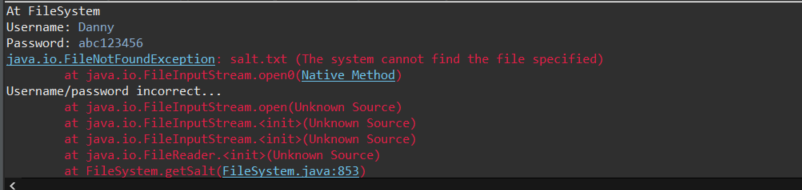 At FileSystem
Username: Danny
Password: abc123456
java.io.FileNotFoundException: salt.txt (The system cannot find the file specified)
at java.io.FileInputStream.open0(Native Method)
Username/password incorrect...
at java.io.FileInputStream.open(Unknown Source)
at java.io.FileInputStream.<init>(Unknown Source)
at java.io.FileInputStream.<init>(Unknown Source)
at java.io.FileReader.<init>(Unknown Source)
at FileSystem.getSalt(FileSystem.java:853)